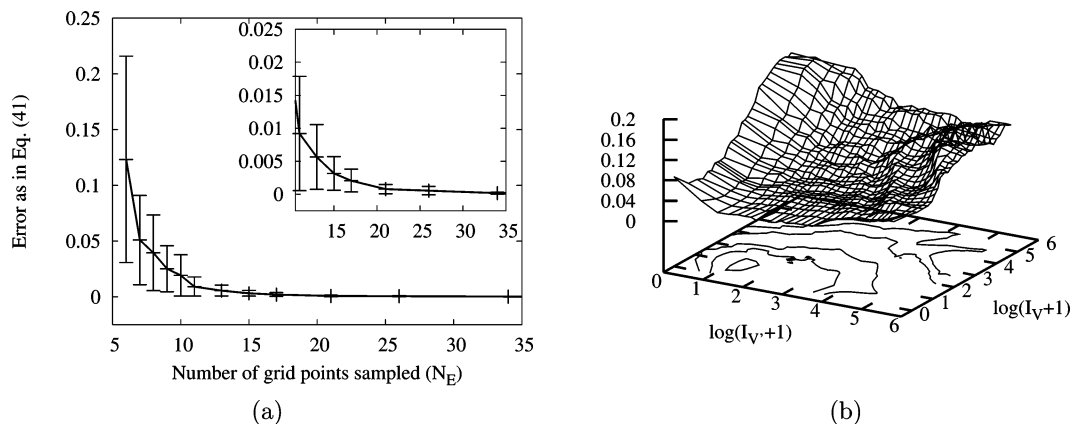 0.25
0.2
0.15
0.1
0.05
0
Error as in Eq. (41)
5 10 15 20 25 30 35
Number of grid points sampled (N_E)
0.025
0.02
0.015
0.01
0.005
0
15 20 25 30 35
(a)
0.2
0.16
0.12
0.08
0.04
0
0 1 2 3 4 5 6
log(I_V'+1)
0 1 2 3 4 5 6
log(I_V+1)
(b)